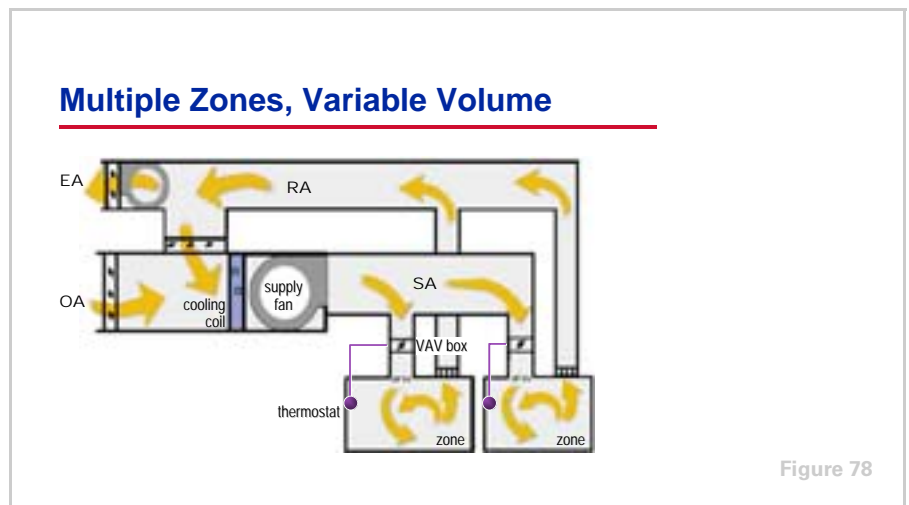 Multiple Zones, Variable Volume
EA
RA
OA
cooling
coil
supply
fan
SA
VAV box
thermostat
zone
zone
Figure 78